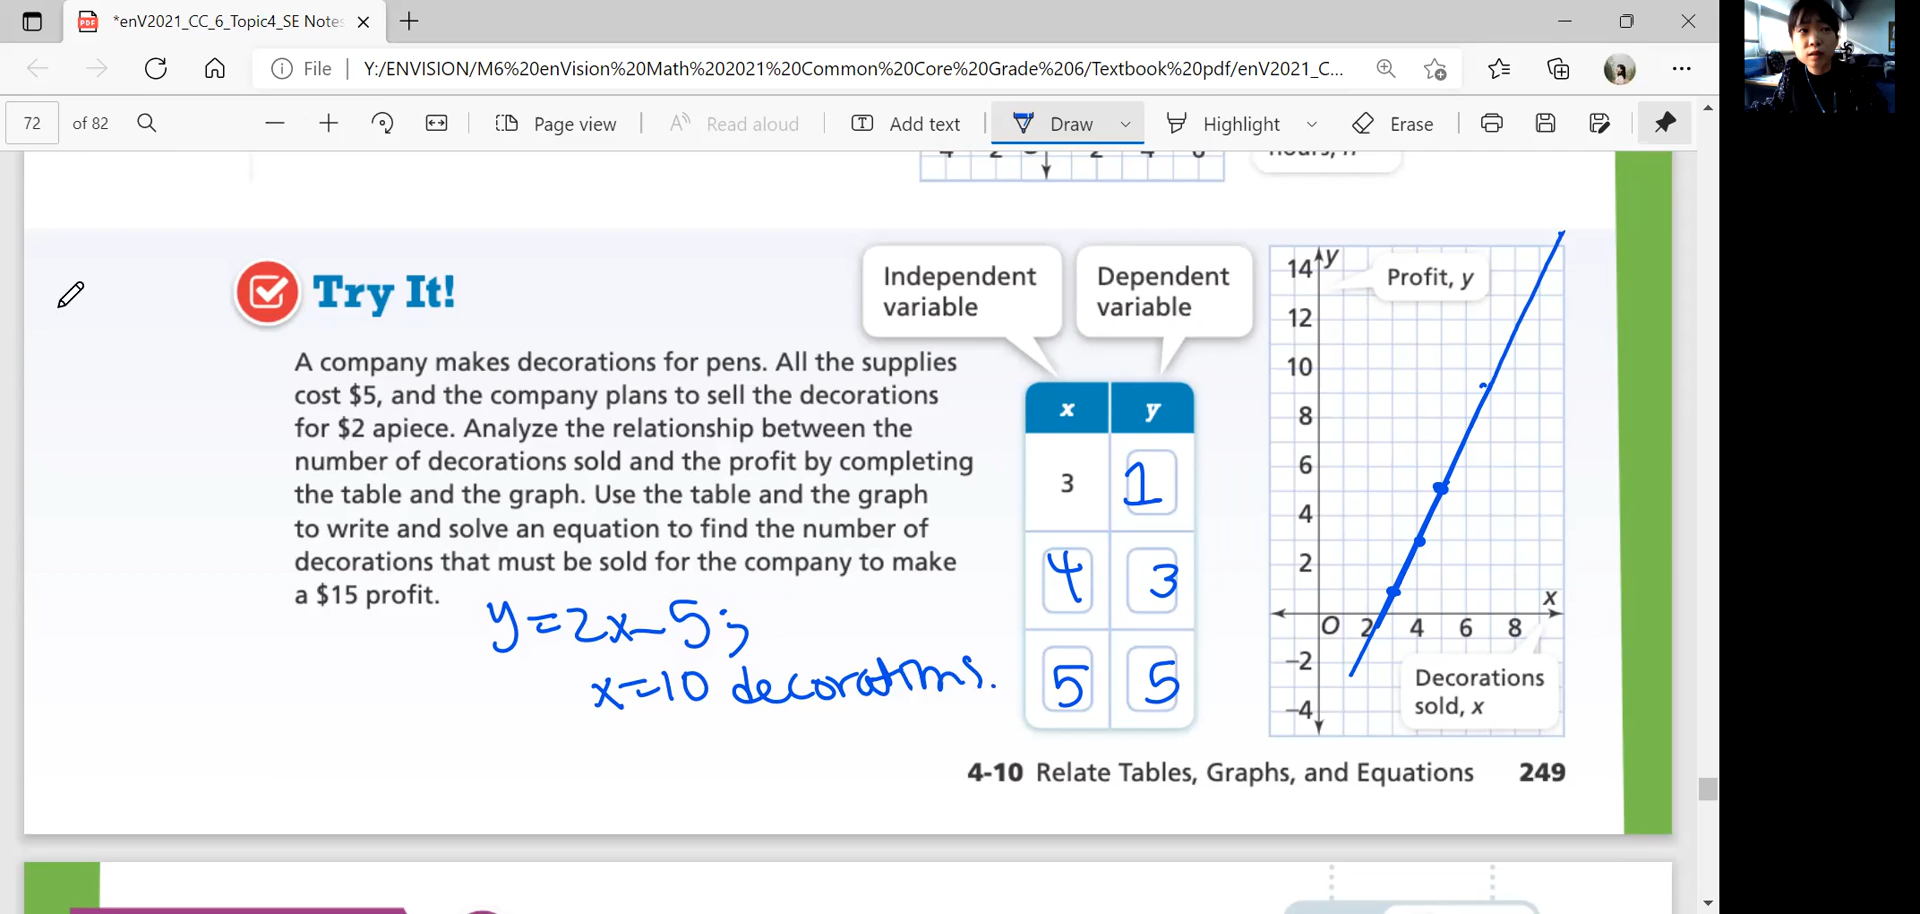 *enV2021_CC_6_Topic4_SE Notes
File
Y:/ENVISION/M6%20enVision%20Math%202021%20Common%20Core%20Grade%206/Textbook%20pdf/enV2021_C...
72
of 82
Page view
Read aloud
Add text
Draw
Highlight
Erase
Try It!
A company makes decorations for pens. All the supplies
cost $5, and the company plans to sell the decorations
for $2 apiece. Analyze the relationship between the
number of decorations sold and the profit by completing
the table and the graph. Use the table and the graph
to write and solve an equation to find the number of
decorations that must be sold for the company to make
a $15 profit.
y=2x-5;
x=10 decorations.
Independent
variable
Dependent
variable
x y
3 1
4 3
5 5
y
Profit, y
14
12
10
8
6
4
2
x
O 2 4 6 8
-2
-4
Decorations
sold, x
4-10 Relate Tables, Graphs, and Equations 249